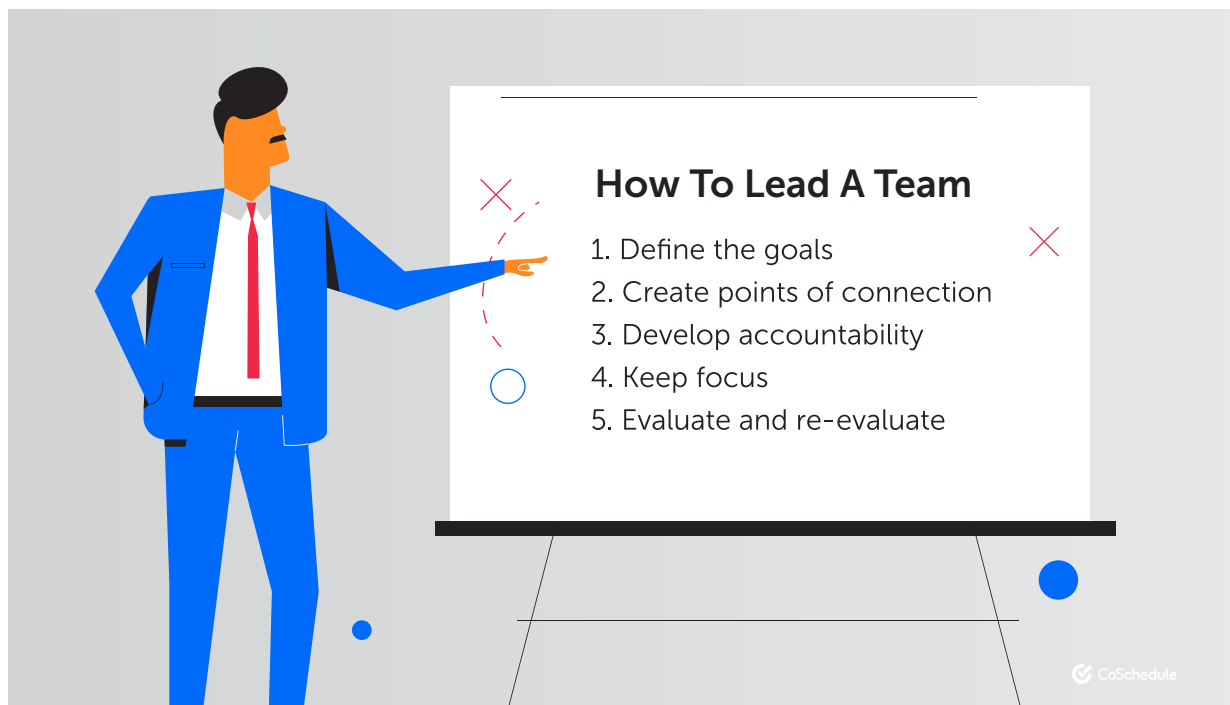 How To Lead A Team
1. Define the goals
2. Create points of connection
3. Develop accountability
4. Keep focus
5. Evaluate and re-evaluate
CoSchedule